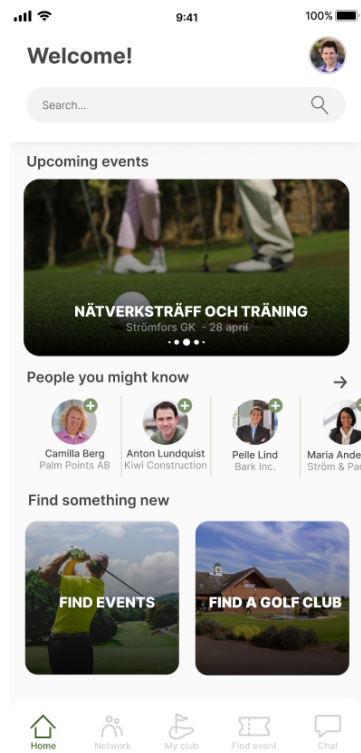 9:41
100%
Welcome!
Search...
Upcoming events
NÄTVERKSTRÄFF OCH TRÄNING
Strömfors GK - 28 april
People you might know
Camilla Berg
Palm Points AB
Anton Lundquist
Kiwi Construction
Pelle Lind
Bark Inc.
Maria Ande
Ström & Pa
Find something new
FIND EVENTS
FIND A GOLF CLUB
Home
Network
My club
Find event
Chat